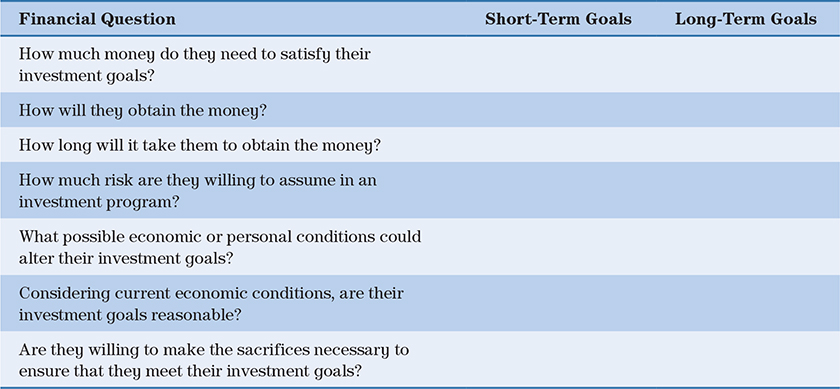 Financial Question Short-Term Goals Long-Term Goals
How much money do they need to satisfy their
investment goals?
How will they obtain the money?
How long will it take them to obtain the money?
How much risk are they willing to assume in an
investment program?
What possible economic or personal conditions could
alter their investment goals?
Considering current economic conditions, are their
investment goals reasonable?
Are they willing to make the sacrifices necessary to
ensure that they meet their investment goals?